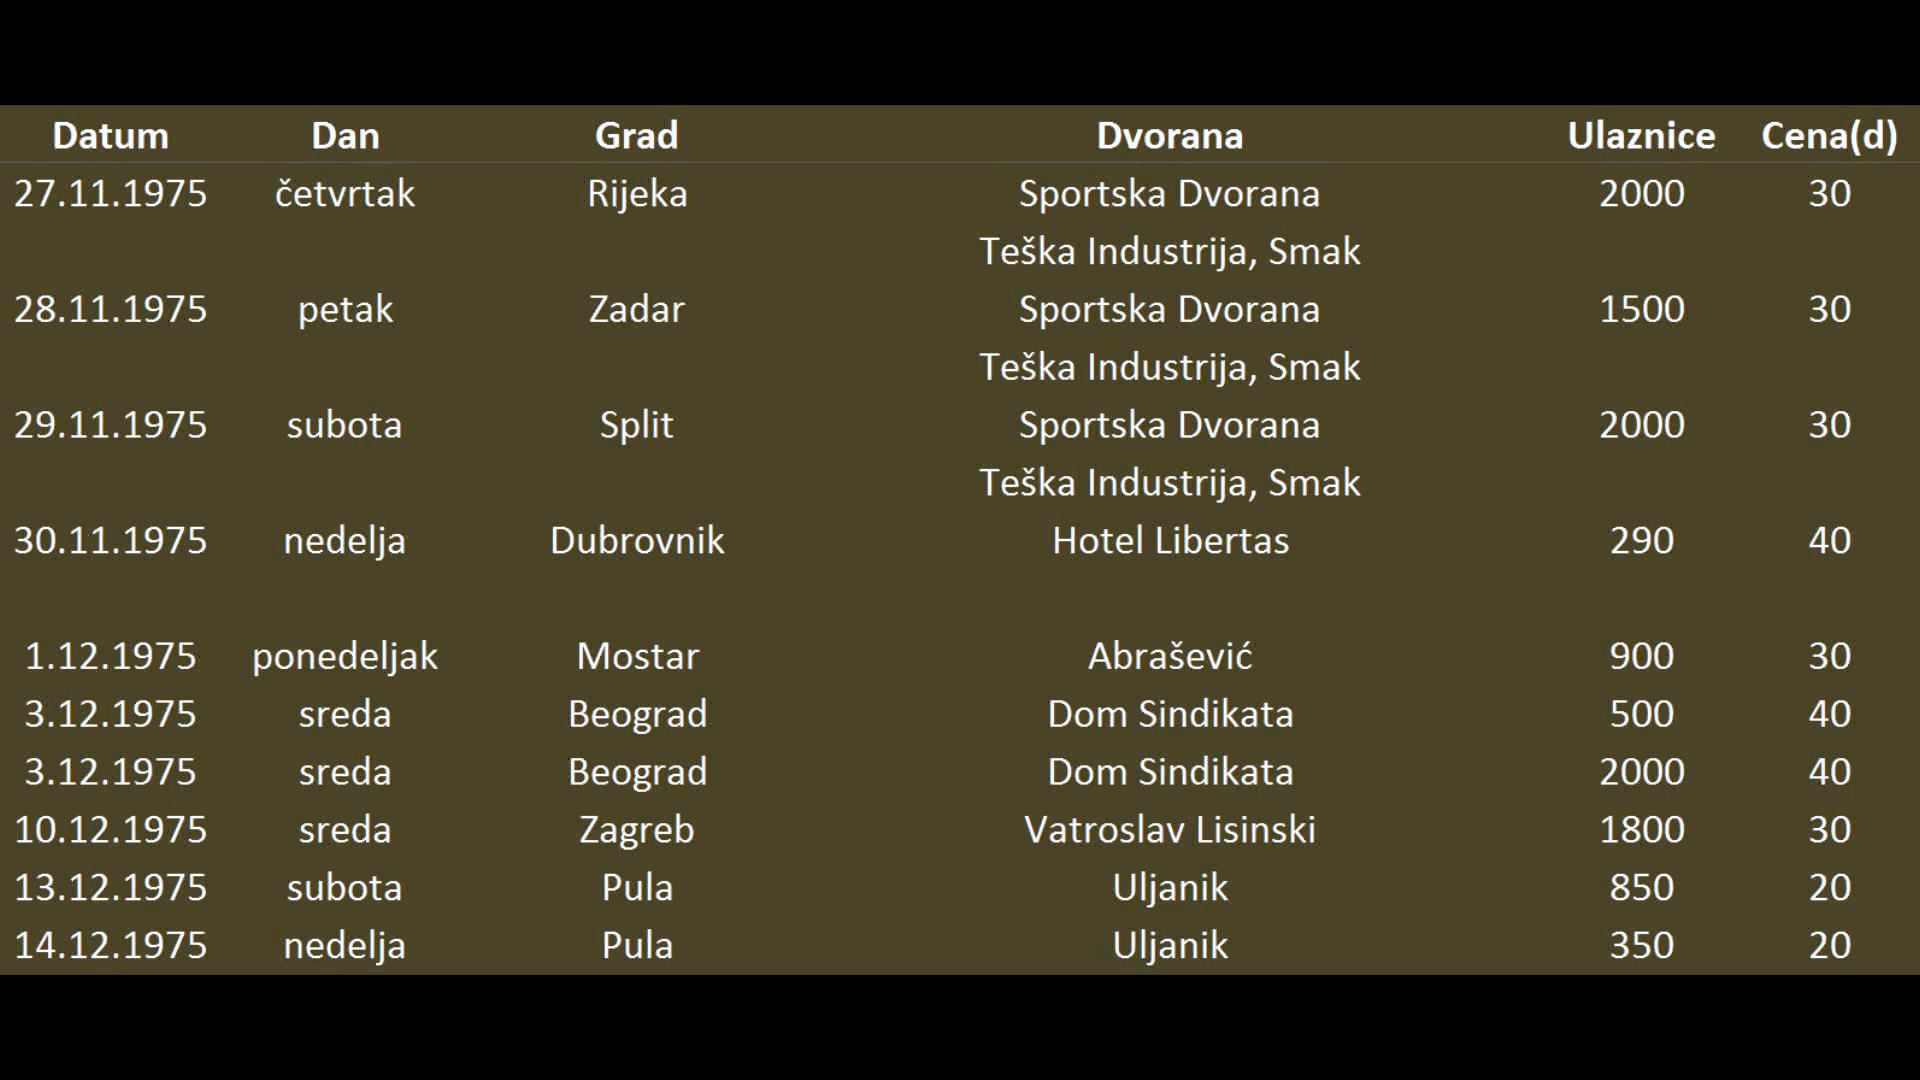 Datum Dan Grad Dvorana Ulaznice Cena(d)
27.11.1975 četvrtak Rijeka Sportska Dvorana 2000 30
Teška Industrija, Smak
28.11.1975 petak Zadar Sportska Dvorana 1500 30
Teška Industrija, Smak
29.11.1975 subota Split Sportska Dvorana 2000 30
Teška Industrija, Smak
30.11.1975 nedelja Dubrovnik Hotel Libertas 290 40
1.12.1975 ponedeljak Mostar Abrašević 900 30
3.12.1975 sreda Beograd Dom Sindikata 500 40
3.12.1975 sreda Beograd Dom Sindikata 2000 40
10.12.1975 sreda Zagreb Vatroslav Lisinski 1800 30
13.12.1975 subota Pula Uljanik 850 20
14.12.1975 nedelja Pula Uljanik 350 20